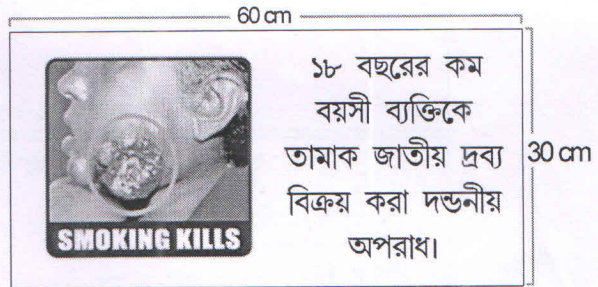 60 cm
১৮ বছরের কম
বয়সী ব্যক্তিকে
তামাক জাতীয় দ্রব্য
বিক্রয় করা দন্ডনীয়
অপরাধ।
30 cm
SMOKING KILLS